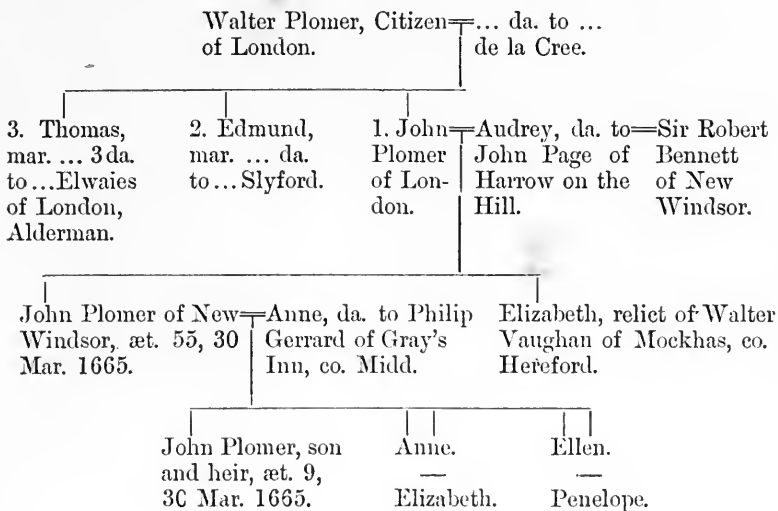 Walter Plomer, Citizen ... da. to ...
of London. de la Cree.
3. Thomas,
mar. ... 3da.
to ... Elwaies
of London,
Alderman.
2. Edmund,
mar. ... da.
to ... Slyford.
1. John
Plomer
of Lon-
don.
Audrey, da. to
John Page of
Harrow on the
Hill.
Sir Robert
Bennett
of New
Windsor.
John Plomer of New
Windsor, æt. 55, 30
Mar. 1665.
Anne, da. to Philip
Gerrard of Gray's
Inn, co. Midd.
Elizabeth, relict of Walter
Vaughan of Mockhas, co.
Hereford.
John Plomer, son
and heir, æt. 9,
30 Mar. 1665.
Anne.
—
Elizabeth.
Ellen.
—
Penelope.